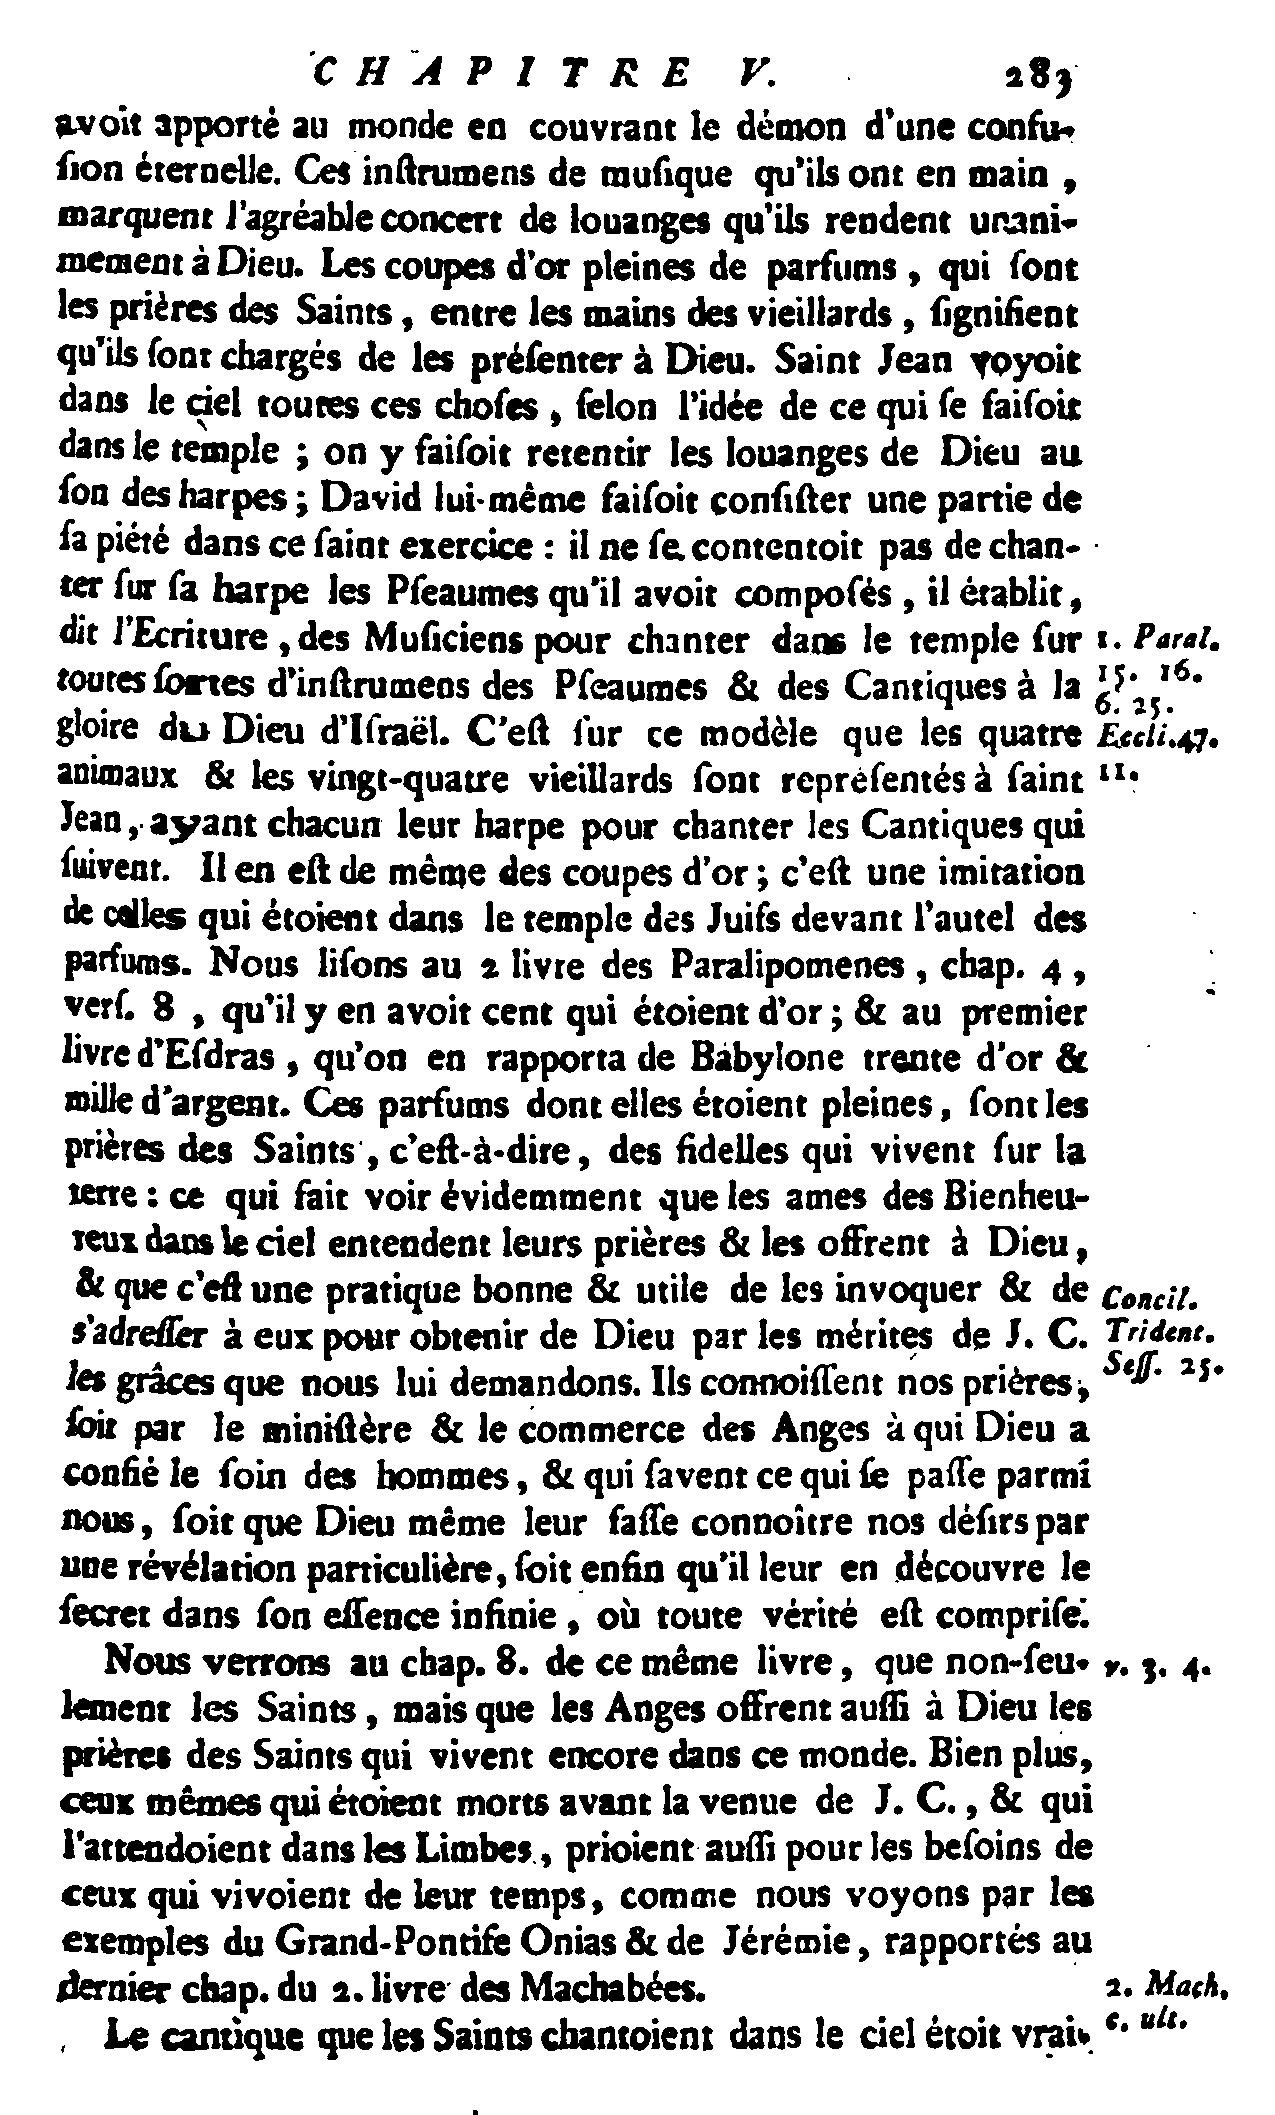 CHAPITRE V. 283
avoit apporté au monde en couvrant le démon d'une confu-
ſion éternelle. Ces inſtrumens de muſique qu'ils ont en main ,
marquent l'agréable concert de louanges qu'ils rendent unani-
mement à Dieu. Les coupes d'or pleines de parfums , qui ſont
les prières des Saints , entre les mains des vieillards , ſignifient
qu'ils ſont chargés de les préſenter à Dieu. Saint Jean voyoit
dans le ciel toutes ces choſes , ſelon l'idée de ce qui ſe faiſoit
dans le temple ; on y faiſoit retentir les louanges de Dieu au
ſon des harpes ; David lui-même faiſoit conſiſter une partie de
ſa piété dans ce ſaint exercice : il ne ſe contentoit pas de chan-
ter ſur ſa harpe les Pſeaumes qu'il avoit compoſés , il établit ,
dit l'Ecriture , des Muſiciens pour chanter dans le temple ſur 1. Paral.
toutes ſortes d'inſtrumens des Pſeaumes & des Cantiques à la 15. 16.
6. 25.
gloire du Dieu d'Iſraël. C'eſt ſur ce modèle que les quatre Eccli.47.
animaux & les vingt-quatre vieillards ſont repréſentés à ſaint 11.
Jean , ayant chacun leur harpe pour chanter les Cantiques qui
ſuivent. Il en eſt de même des coupes d'or ; c'eſt une imitation
de celles qui étoient dans le temple des Juifs devant l'autel des
parfums. Nous liſons au 2 livre des Paralipomenes , chap. 4 ,
verſ. 8 , qu'il y en avoit cent qui étoient d'or ; & au premier
livre d'Eſdras , qu'on en rapporta de Babylone trente d'or &
mille d'argent. Ces parfums dont elles étoient pleines , ſont les
prières des Saints , c'eſt-à-dire , des fidelles qui vivent ſur la
terre : ce qui fait voir évidemment que les ames des Bienheu-
reux dans le ciel entendent leurs prières & les offrent à Dieu ,
& que c'eſt une pratique bonne & utile de les invoquer & de Concil.
s'adreſſer à eux pour obtenir de Dieu par les mérites de J. C. Trident.
les grâces que nous lui demandons. Ils connoiſſent nos prières , Seſſ. 25.
ſoit par le miniſtère & le commerce des Anges à qui Dieu a
confié le ſoin des hommes , & qui ſavent ce qui ſe paſſe parmi
nous , ſoit que Dieu même leur faſſe connoître nos déſirs par
une révélation particulière, ſoit enfin qu'il leur en découvre le
ſecret dans ſon eſſence infinie , où toute vérité eſt compriſe.
Nous verrons au chap. 8. de ce même livre , que non-ſeu- v. 3. 4.
lement les Saints , mais que les Anges offrent auſſi à Dieu les
prières des Saints qui vivent encore dans ce monde. Bien plus,
ceux mêmes qui étoient morts avant la venue de J. C. , & qui
l'attendoient dans les Limbes , prioient auſſi pour les beſoins de
ceux qui vivoient de leur temps , comme nous voyons par les
exemples du Grand-Pontife Onias & de Jérémie , rapportés au
dernier chap. du 2. livre des Machabées. 2. Mach.
Le cantique que les Saints chantoient dans le ciel étoit vrai- c. ult.